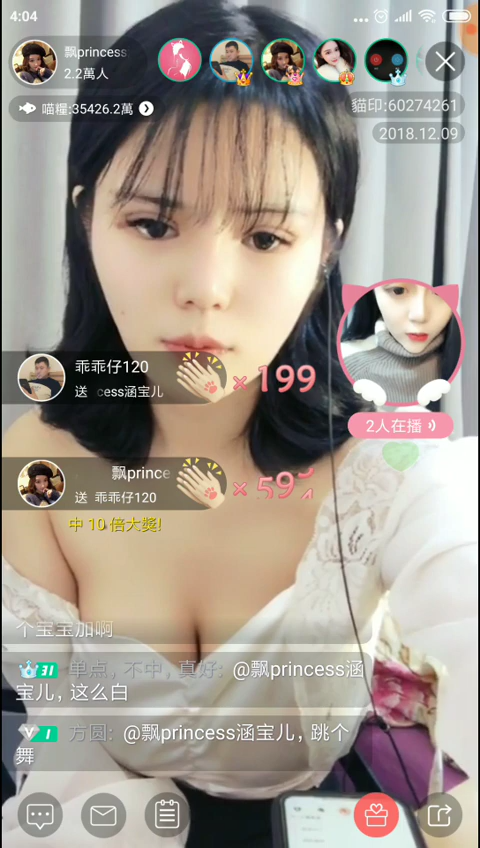 4:04
飘princess
2.2萬人
喵糧:35426.2萬
貓印:60274261
2018.12.09
乖乖仔120
送 cess涵宝儿
× 199
2人在播
飘prince
送 乖乖仔120
中 10 倍大獎!
个宝宝加啊
31 单点，不中，真好: @飘princess涵
宝儿, 这么白
V 1 方圆: @飘princess涵宝儿, 跳个
舞